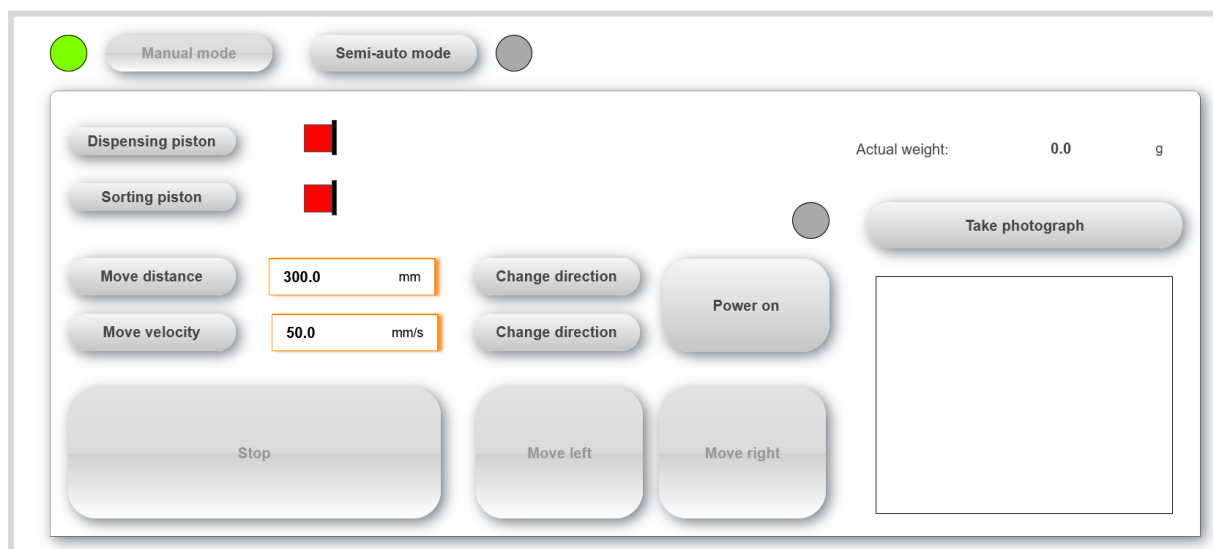 Manual mode
Semi-auto mode
Dispensing piston
Actual weight: 0.0 g
Sorting piston
Take photograph
Move distance 300.0 mm Change direction
Power on
Move velocity 50.0 mm/s Change direction
Stop
Move left
Move right